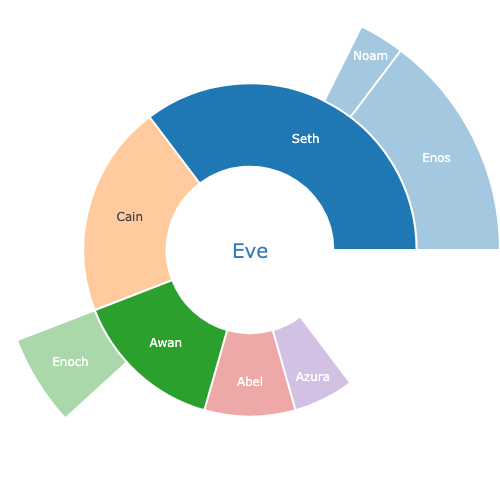 Noam
Seth
Enos
Cain
Eve
Awan
Enoch
Abel
Azura